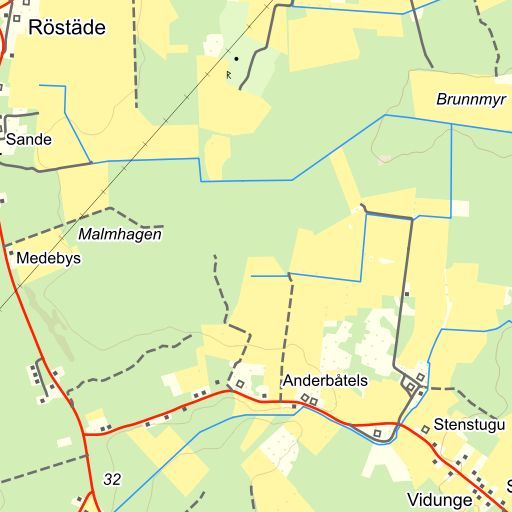 Röstäde
Brunnmyr
Sande
Malmhagen
Medebys
Anderbåtels
Stenstugu
32
S
Vidunge